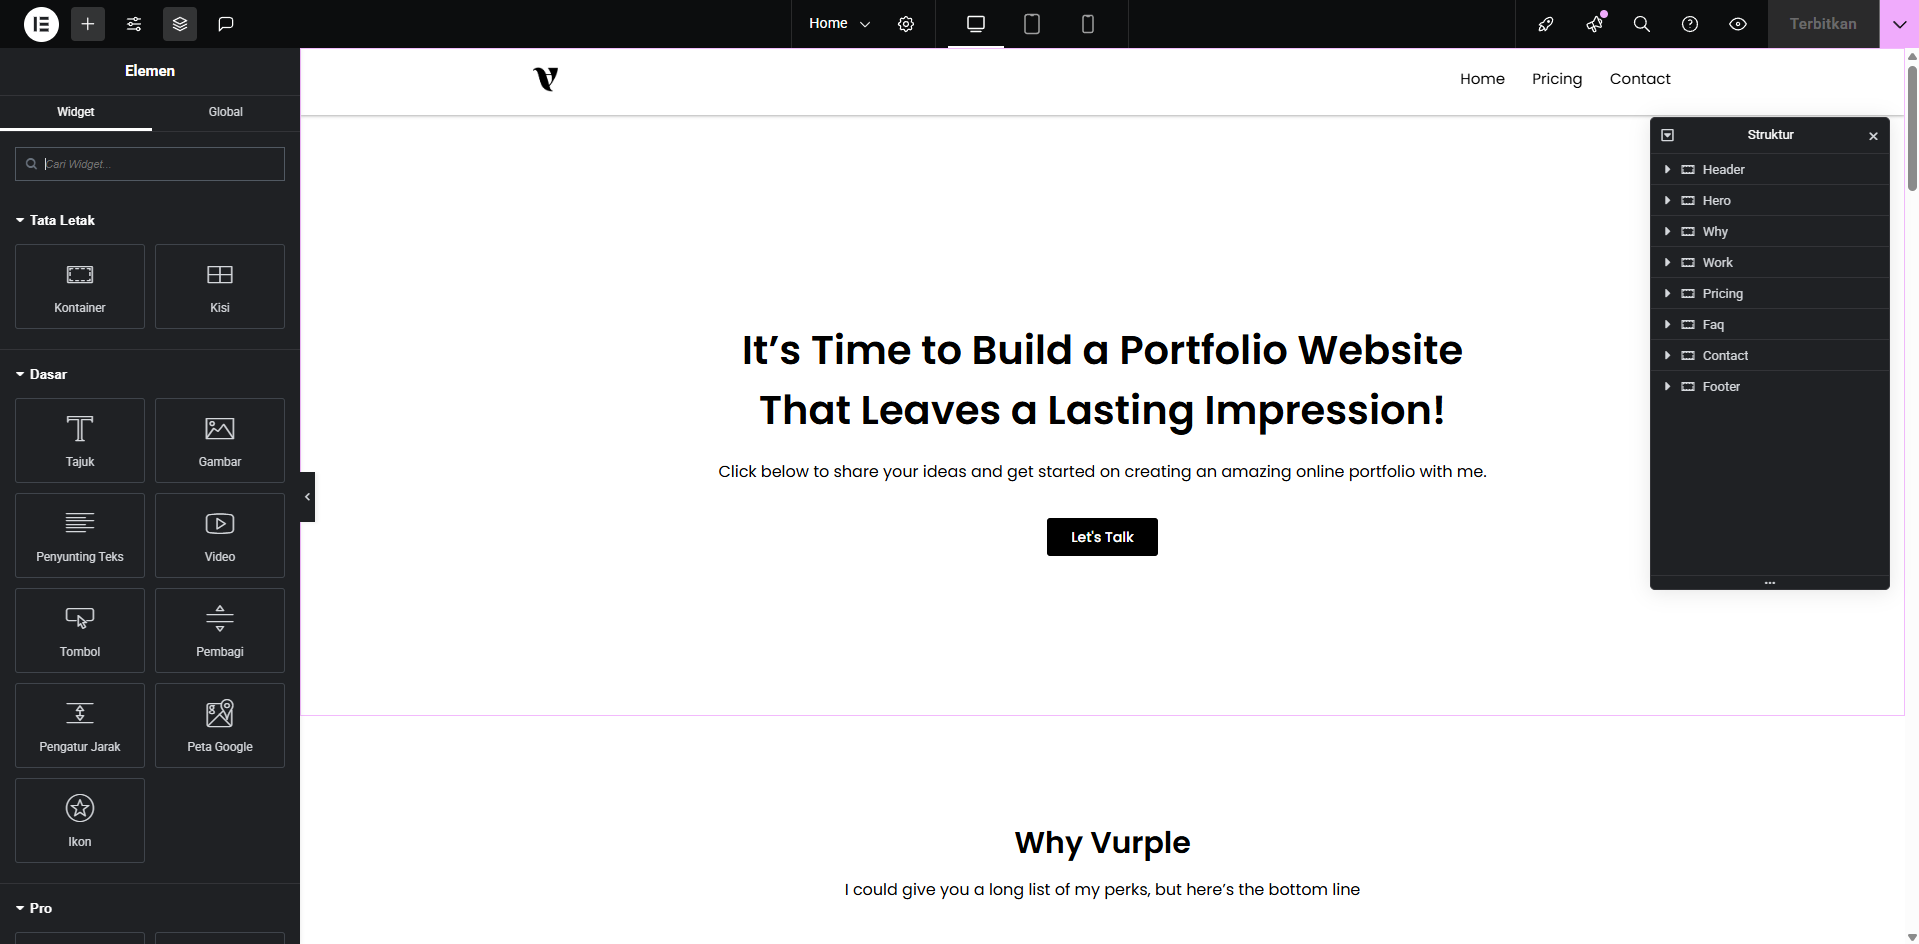 Home
Terbitkan
Elemen
Widget
Global
Cari Widget...
Tata Letak
Kontainer
Kisi
Dasar
Tajuk
Gambar
Penyunting Teks
Video
Tombol
Pembagi
Pengatur Jarak
Peta Google
Ikon
Pro
Home
Pricing
Contact
It’s Time to Build a Portfolio Website
That Leaves a Lasting Impression!
Click below to share your ideas and get started on creating an amazing online portfolio with me.
Let's Talk
Why Vurple
I could give you a long list of my perks, but here’s the bottom line
Struktur
Header
Hero
Why
Work
Pricing
Faq
Contact
Footer